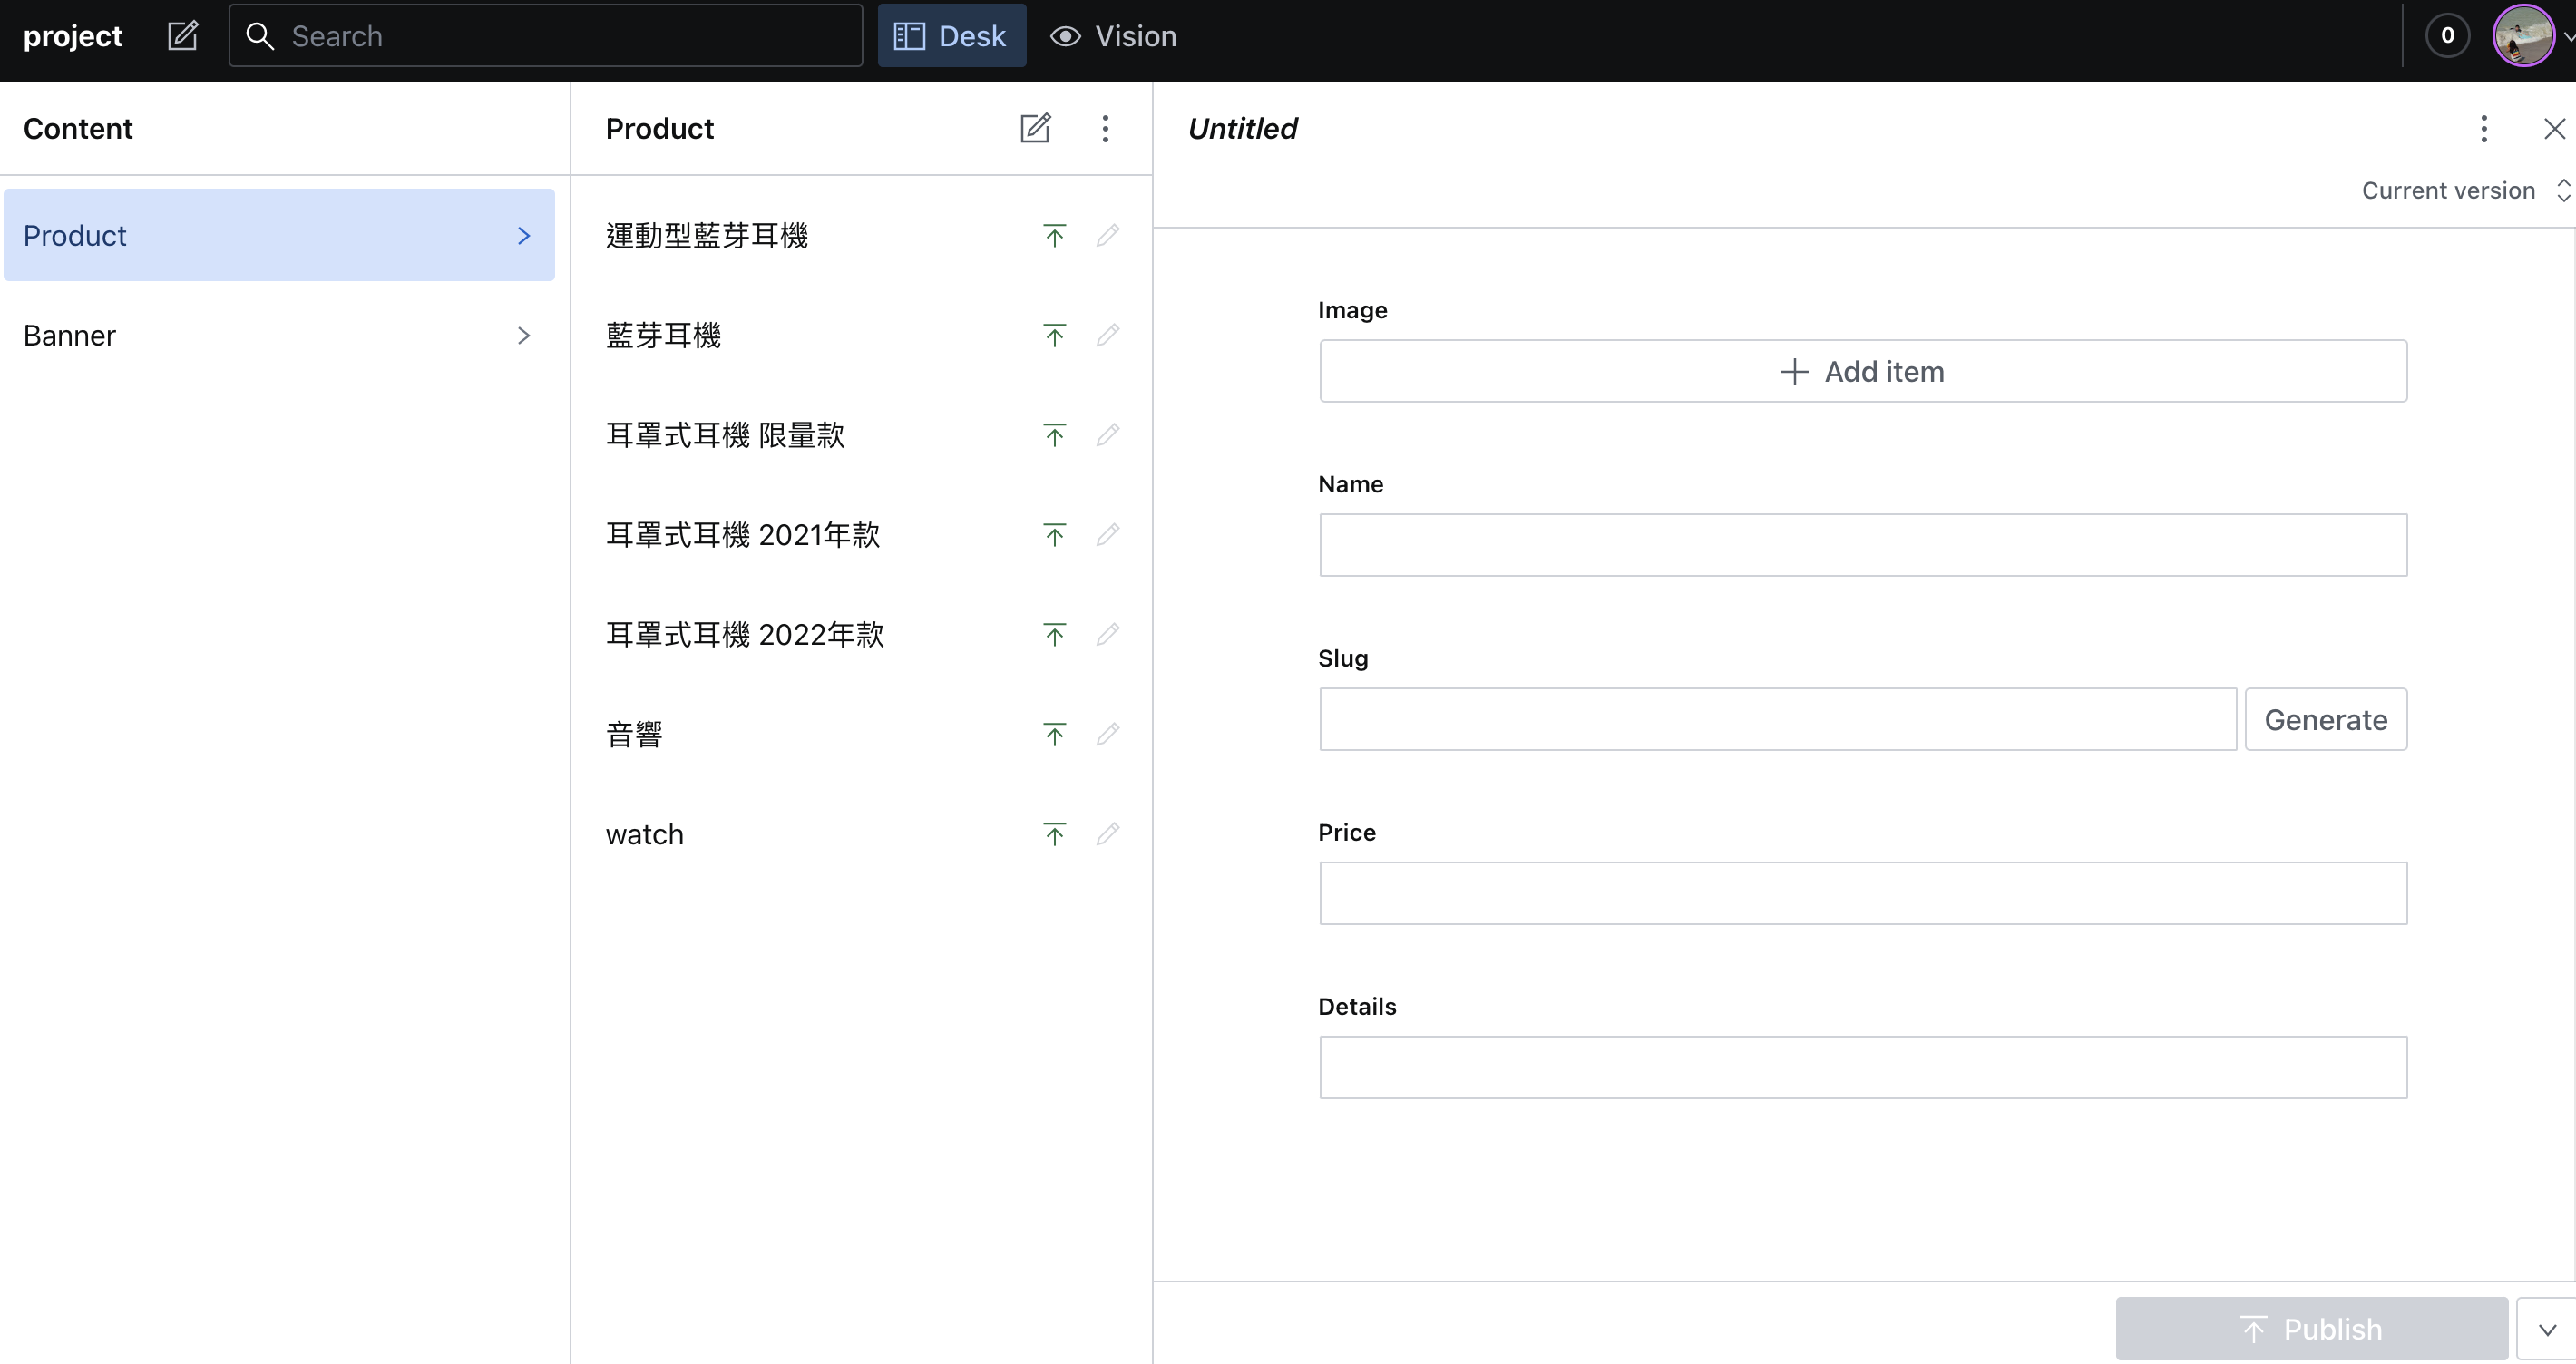 project
Search
Desk
Vision
0
Content
Product
Banner
Product
運動型藍芽耳機
藍芽耳機
耳罩式耳機 限量款
耳罩式耳機 2021年款
耳罩式耳機 2022年款
音響
watch
Untitled
Current version
Image
Add item
Name
Slug
Generate
Price
Details
Publish